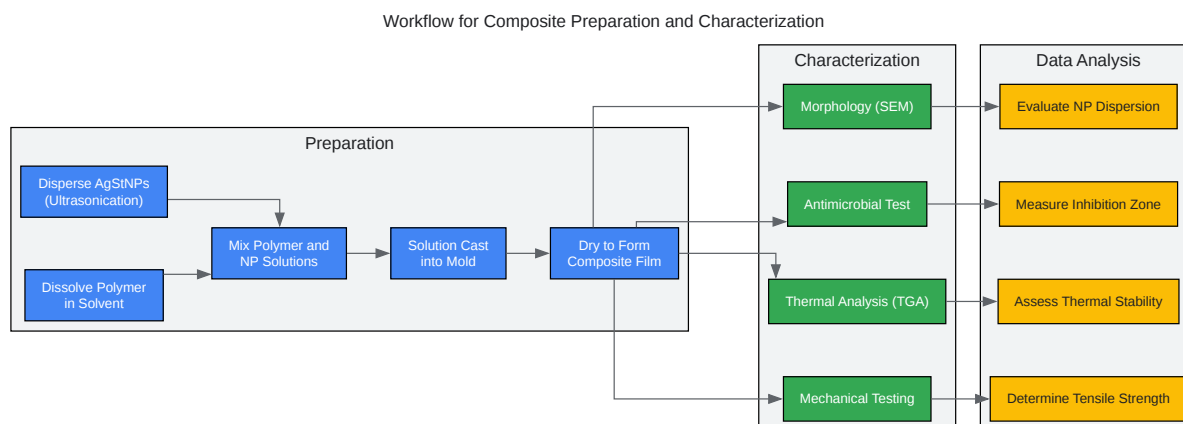 Workflow for Composite Preparation and Characterization
Preparation
Disperse AgStNPs
(Ultrasonication)
Dissolve Polymer
in Solvent
Mix Polymer and
NP Solutions
Solution Cast
into Mold
Dry to Form
Composite Film
Characterization
Morphology (SEM)
Antimicrobial Test
Thermal Analysis (TGA)
Mechanical Testing
Data Analysis
Evaluate NP Dispersion
Measure Inhibition Zone
Assess Thermal Stability
Determine Tensile Strength